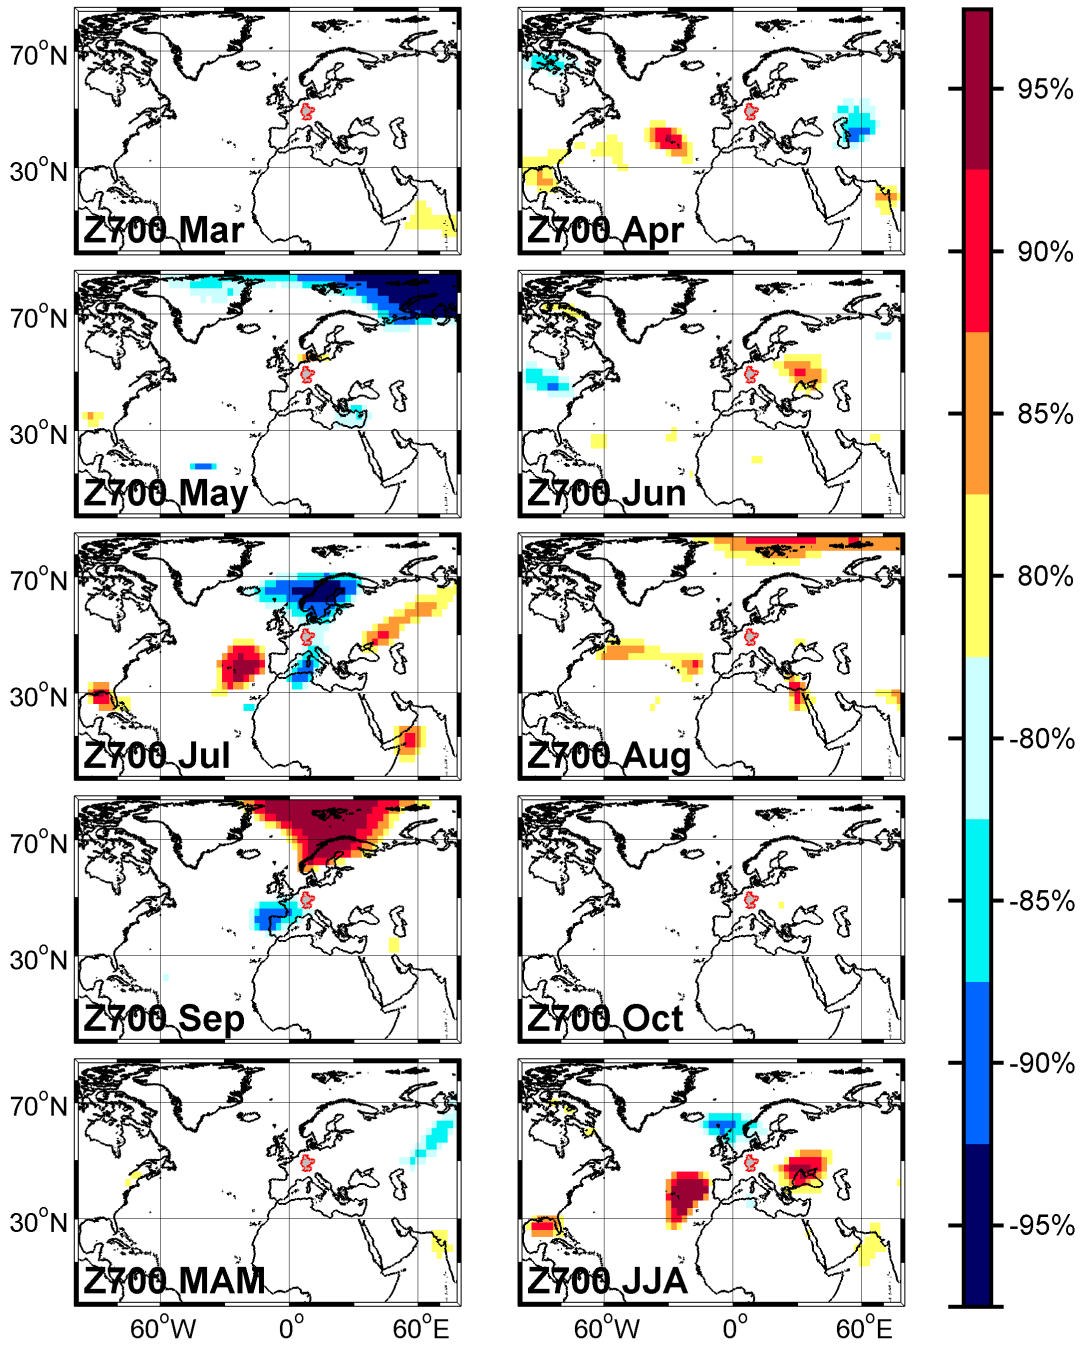 70°N
30°N
Z700 Mar
Z700 Apr
70°N
30°N
Z700 May
Z700 Jun
70°N
30°N
Z700 Jul
Z700 Aug
70°N
30°N
Z700 Sep
Z700 Oct
70°N
30°N
Z700 MAM
Z700 JJA
60°W
0°
60°E
60°W
0°
60°E
95%
90%
85%
80%
-80%
-85%
-90%
-95%